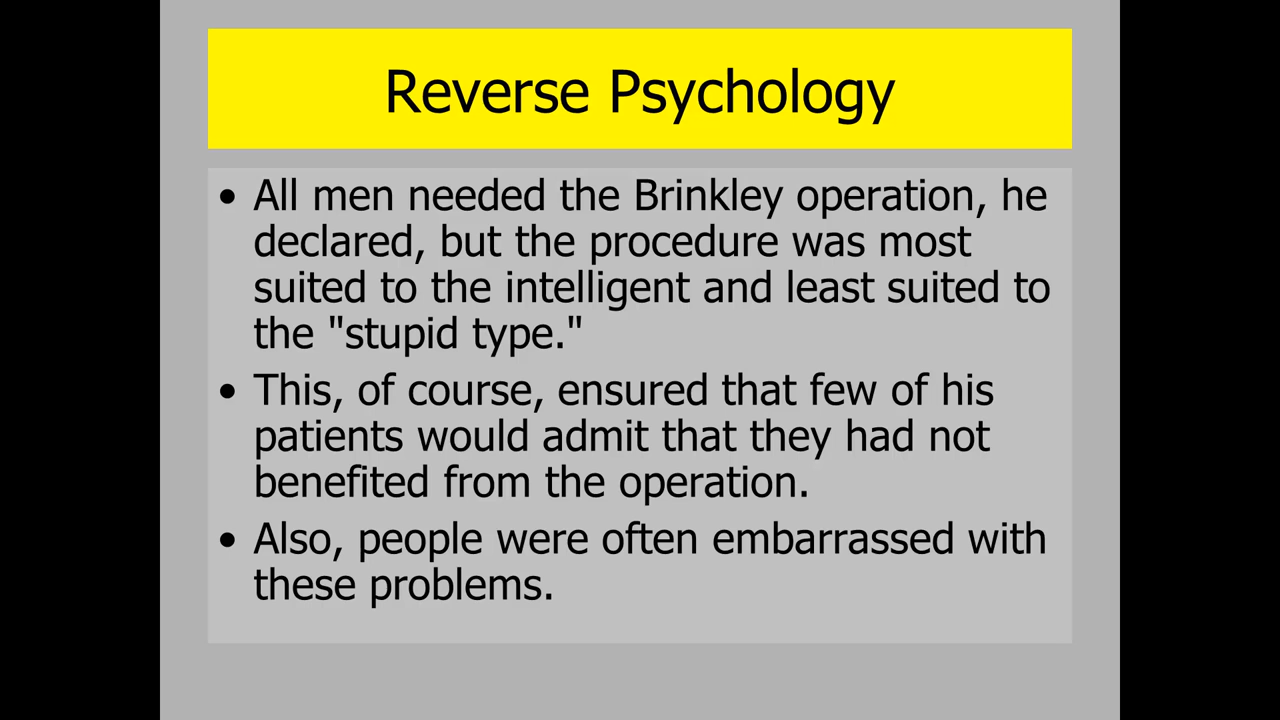 Reverse Psychology
• All men needed the Brinkley operation, he
declared, but the procedure was most
suited to the intelligent and least suited to
the "stupid type."
• This, of course, ensured that few of his
patients would admit that they had not
benefited from the operation.
• Also, people were often embarrassed with
these problems.